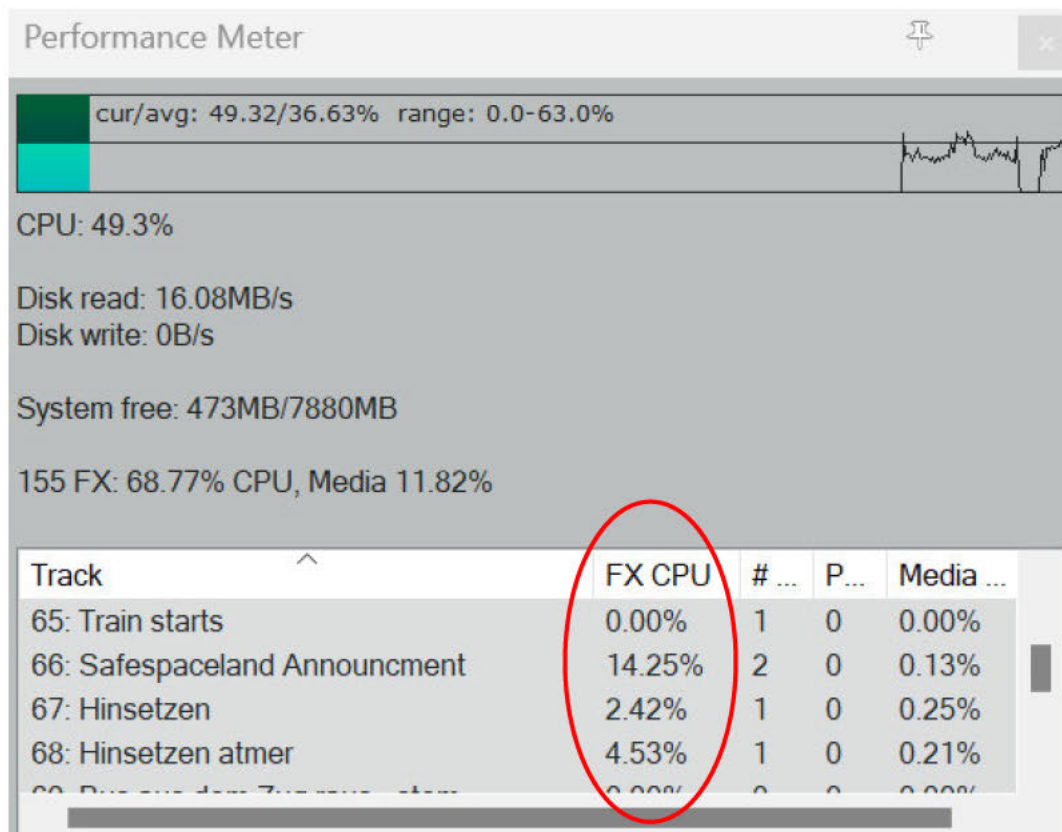 Performance Meter
cur/avg: 49.32/36.63% range: 0.0-63.0%
CPU: 49.3%
Disk read: 16.08MB/s
Disk write: 0B/s
System free: 473MB/7880MB
155 FX: 68.77% CPU, Media 11.82%
Track FX CPU # ... P... Media ...
65: Train starts 0.00% 1 0 0.00%
66: Safespaceland Announcment 14.25% 2 0 0.13%
67: Hinsetzen 2.42% 1 0 0.25%
68: Hinsetzen atmer 4.53% 1 0 0.21%